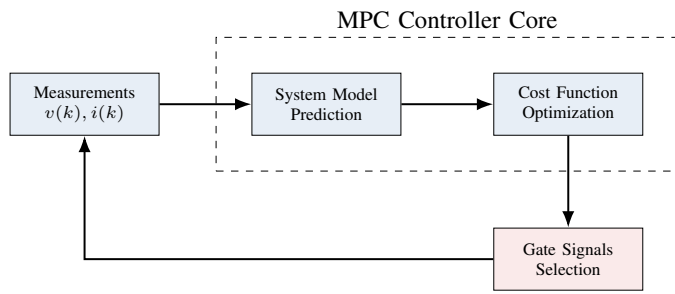 MPC Controller Core
Measurements
v(k), i(k)
System Model
Prediction
Cost Function
Optimization
Gate Signals
Selection